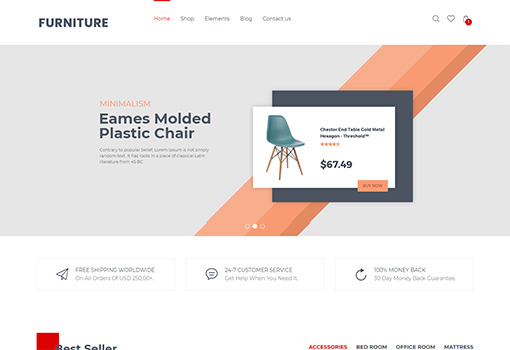 FURNITURE
Home Shop Elements Blog Contact us
1
MINIMALISM
Eames Molded
Plastic Chair
Contrary to popular belief, Lorem Ipsum is not simply
random text. It has roots in a piece of classical Latin
literature from 45 BC
Chester End Table Gold Metal
Hexagon - Threshold™
$67.49
BUY NOW
FREE SHIPPING WORLDWIDE
On All Orders Of USD 250,00+.
24-7 CUSTOMER SERVICE
Get Help When You Need It.
100% MONEY BACK
30 Day Money Back Guarantee.
Best Seller
ACCESSORIES BED ROOM OFFICE ROOM MATTRESS